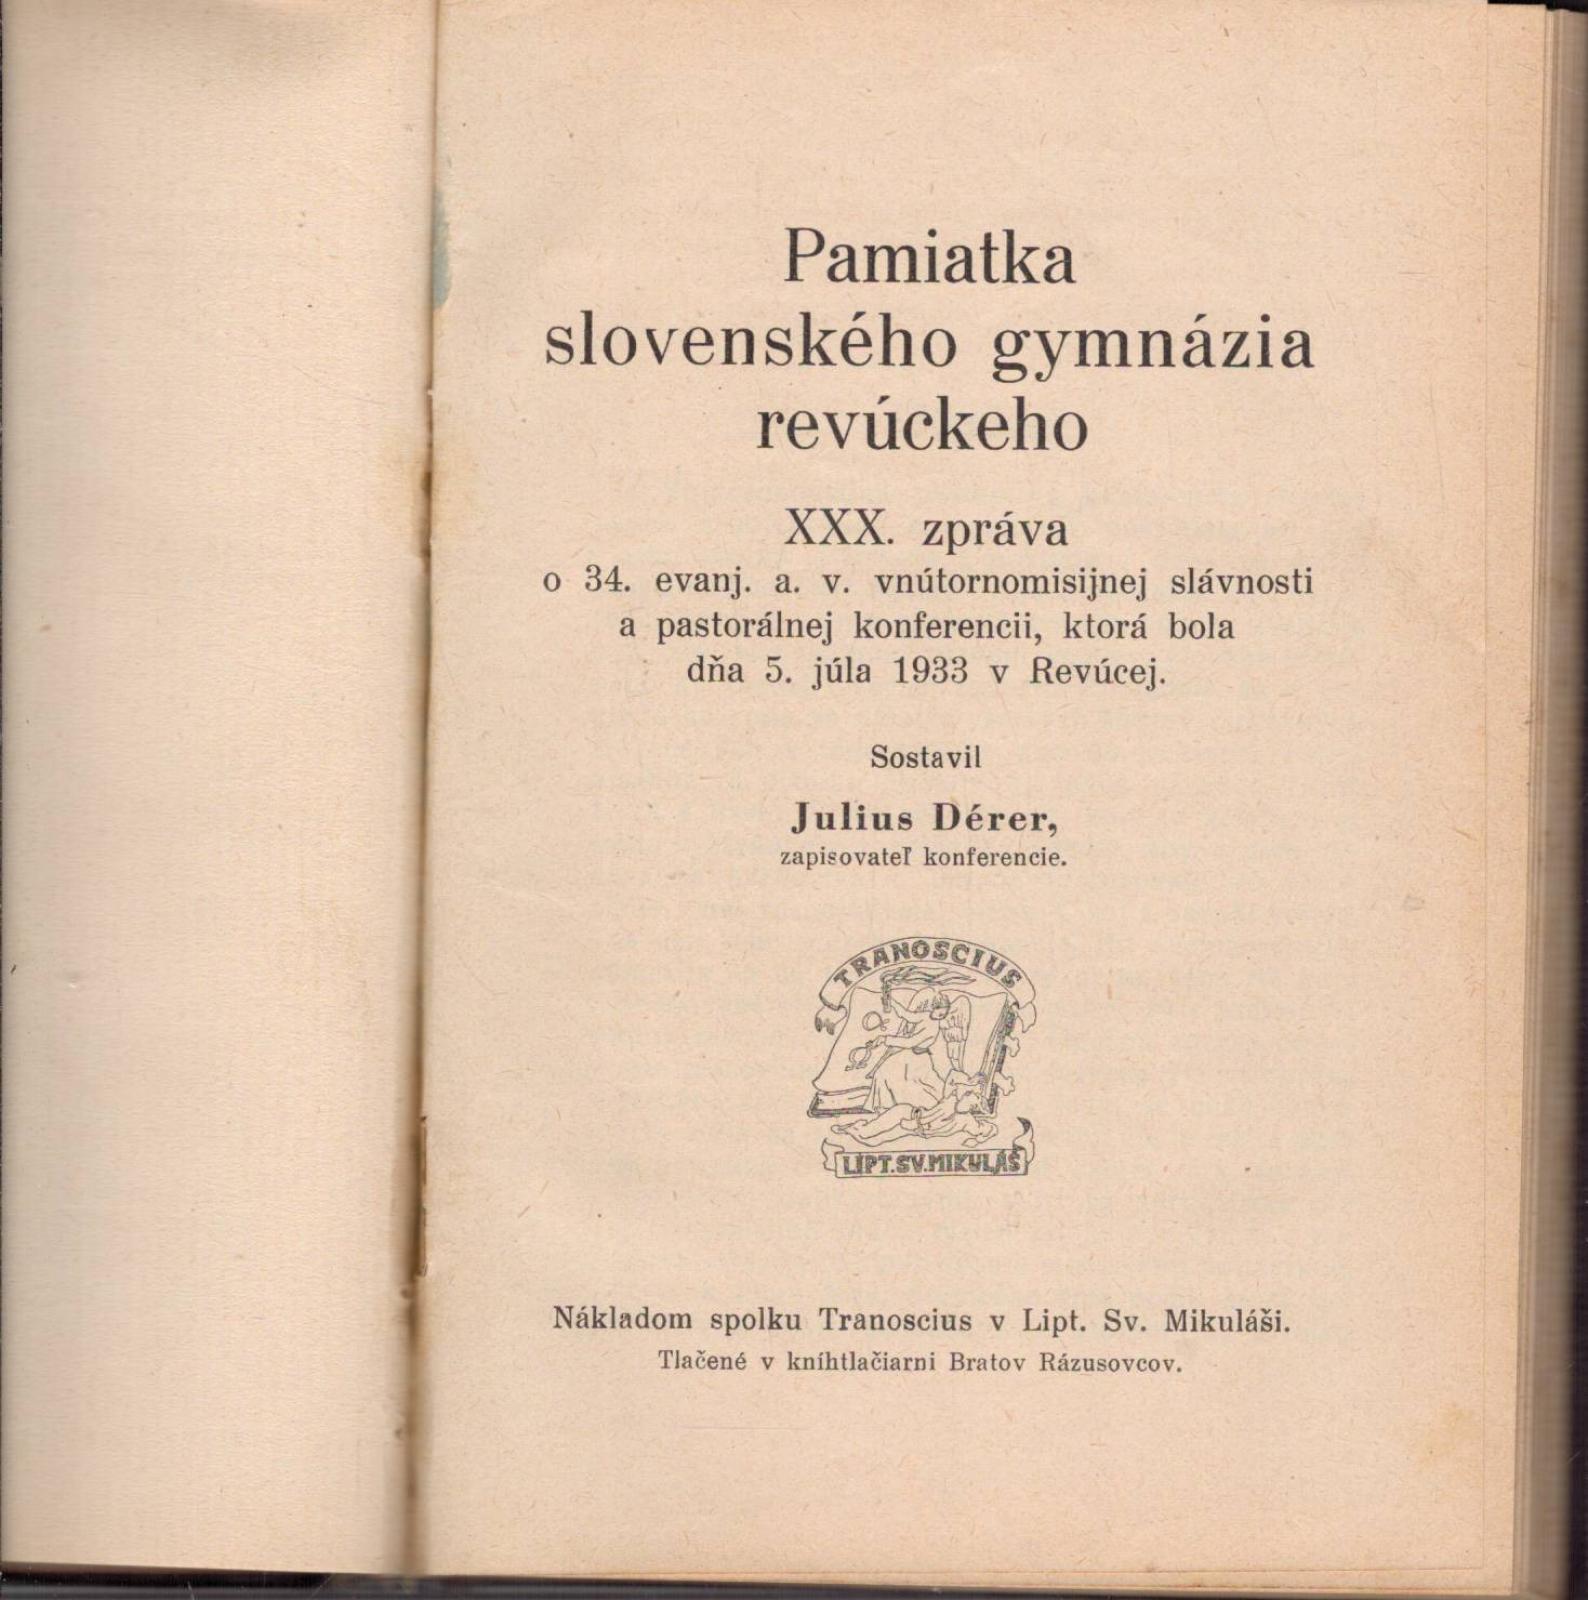 Pamiatka
slovenského gymnázia
revúckeho
XXX. zpráva
o 34. evanj. a. v. vnútornomisijnej slávnosti
a pastorálnej konferencii, ktorá bola
dňa 5. júla 1933 v Revúcej.
Sostavil
Julius Dérer,
zapisovateľ konferencie.
TRANOSCIUS
LIPT. SV. MIKULÁŠ
Nákladom spolku Tranoscius v Lipt. Sv. Mikuláši.
Tlačené v kníhtlačiarni Bratov Rázusovcov.